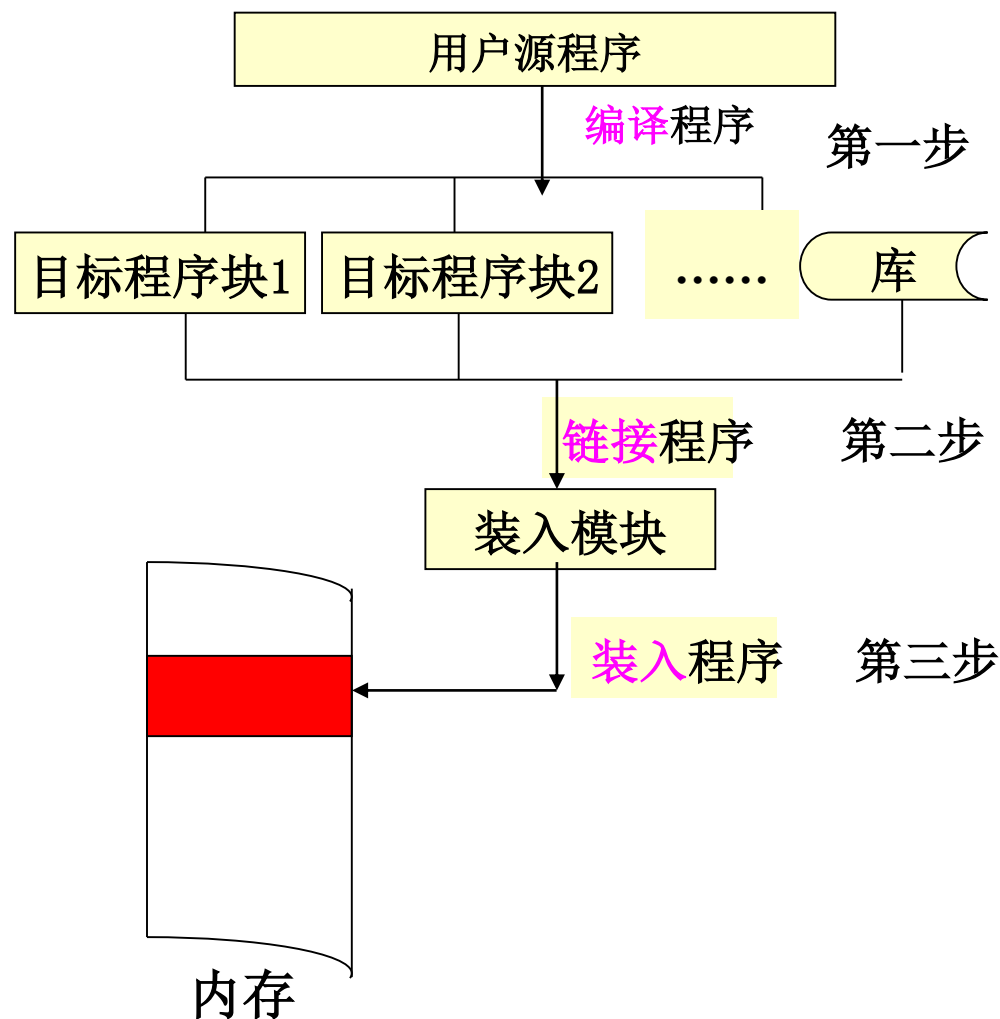 用户源程序
编译程序
第一步
目标程序块1
目标程序块2
……
库
链接程序
第二步
装入模块
装入程序
第三步
内存